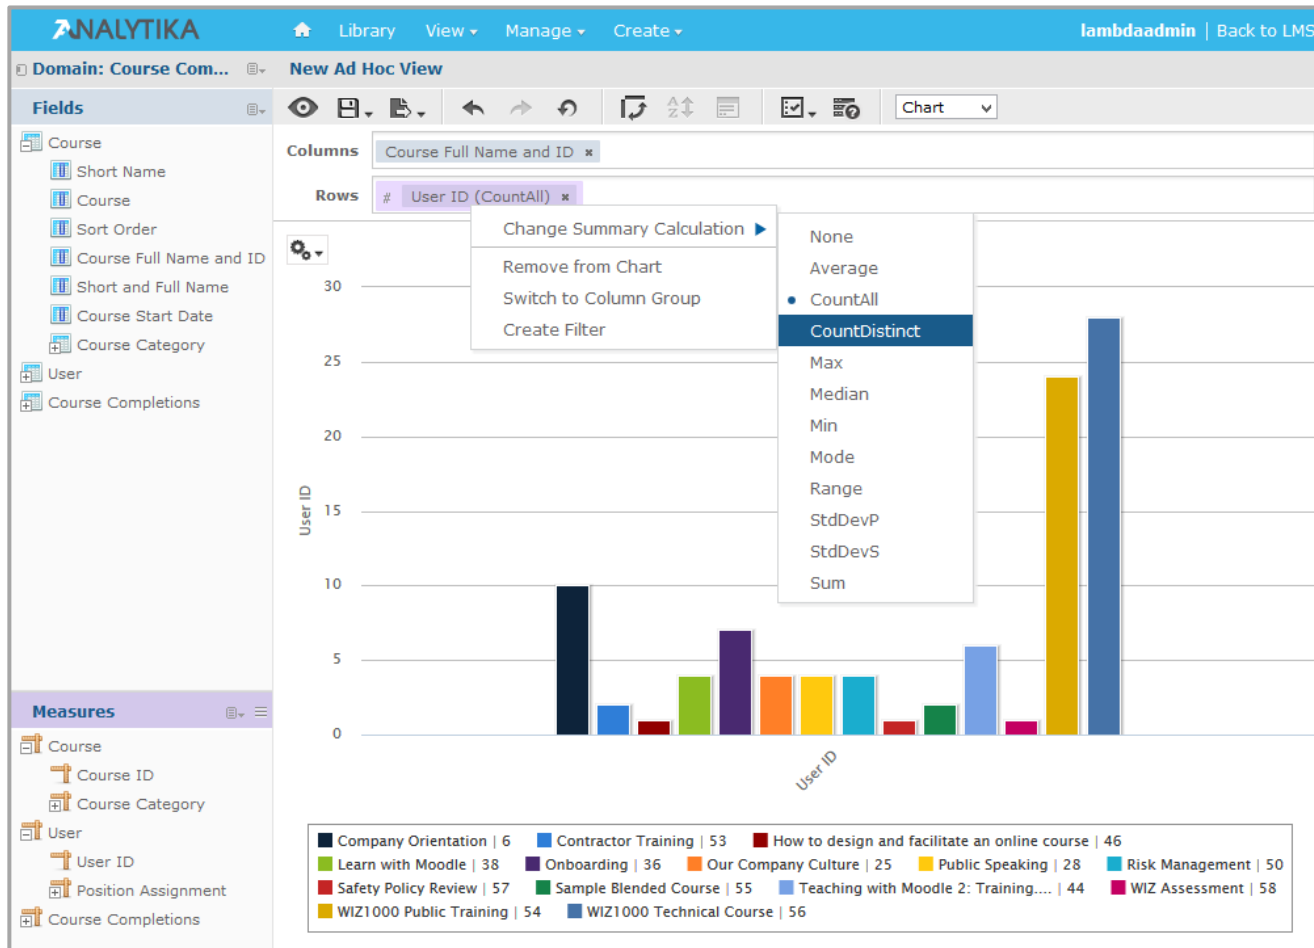 ANALYTIKA
Library View Manage Create
lambdaadmin | Back to LMS
Domain: Course Com...
New Ad Hoc View
Fields
Chart
Course
Short Name
Course
Sort Order
Course Full Name and ID
Short and Full Name
Course Start Date
Course Category
User
Course Completions
Columns Course Full Name and ID ×
Rows # User ID (CountAll) ×
Change Summary Calculation
Remove from Chart
Switch to Column Group
Create Filter
None
Average
CountAll
CountDistinct
Max
Median
Min
Mode
Range
StdDevP
StdDevS
Sum
30
25
20
15
10
5
0
User ID
User ID
Measures
Course
Course ID
Course Category
User
User ID
Position Assignment
Course Completions
Company Orientation | 6 Contractor Training | 53 How to design and facilitate an online course | 46
Learn with Moodle | 38 Onboarding | 36 Our Company Culture | 25 Public Speaking | 28 Risk Management | 50
Safety Policy Review | 57 Sample Blended Course | 55 Teaching with Moodle 2: Training.... | 44 WIZ Assessment | 58
WIZ1000 Public Training | 54 WIZ1000 Technical Course | 56